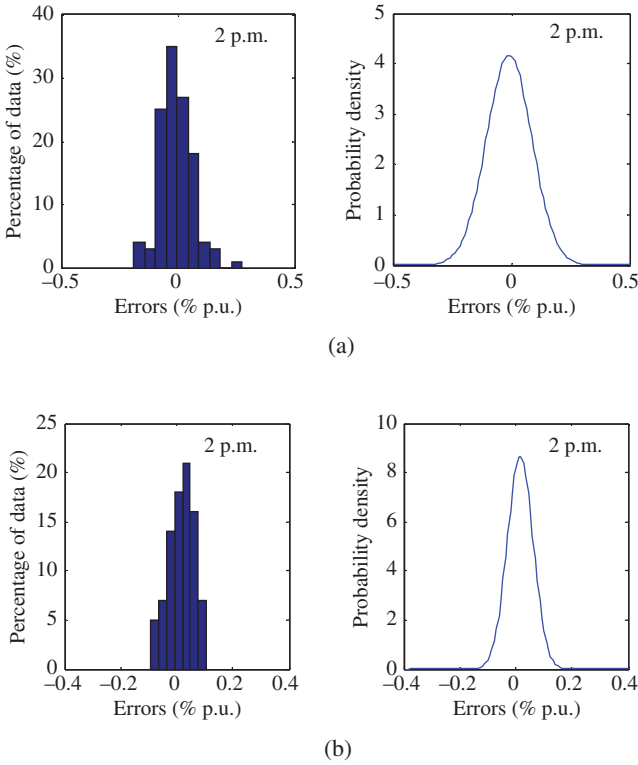 40
30
20
10
0
Percentage of data (%)
2 p.m.
–0.5 0 0.5
Errors (% p.u.)
5
4
3
2
1
0
Probability density
2 p.m.
–0.5 0 0.5
Errors (% p.u.)
(a)
25
20
15
10
5
0
Percentage of data (%)
2 p.m.
–0.4 –0.2 0 0.2 0.4
Errors (% p.u.)
10
8
6
4
2
0
Probability density
2 p.m.
–0.4 –0.2 0 0.2 0.4
Errors (% p.u.)
(b)